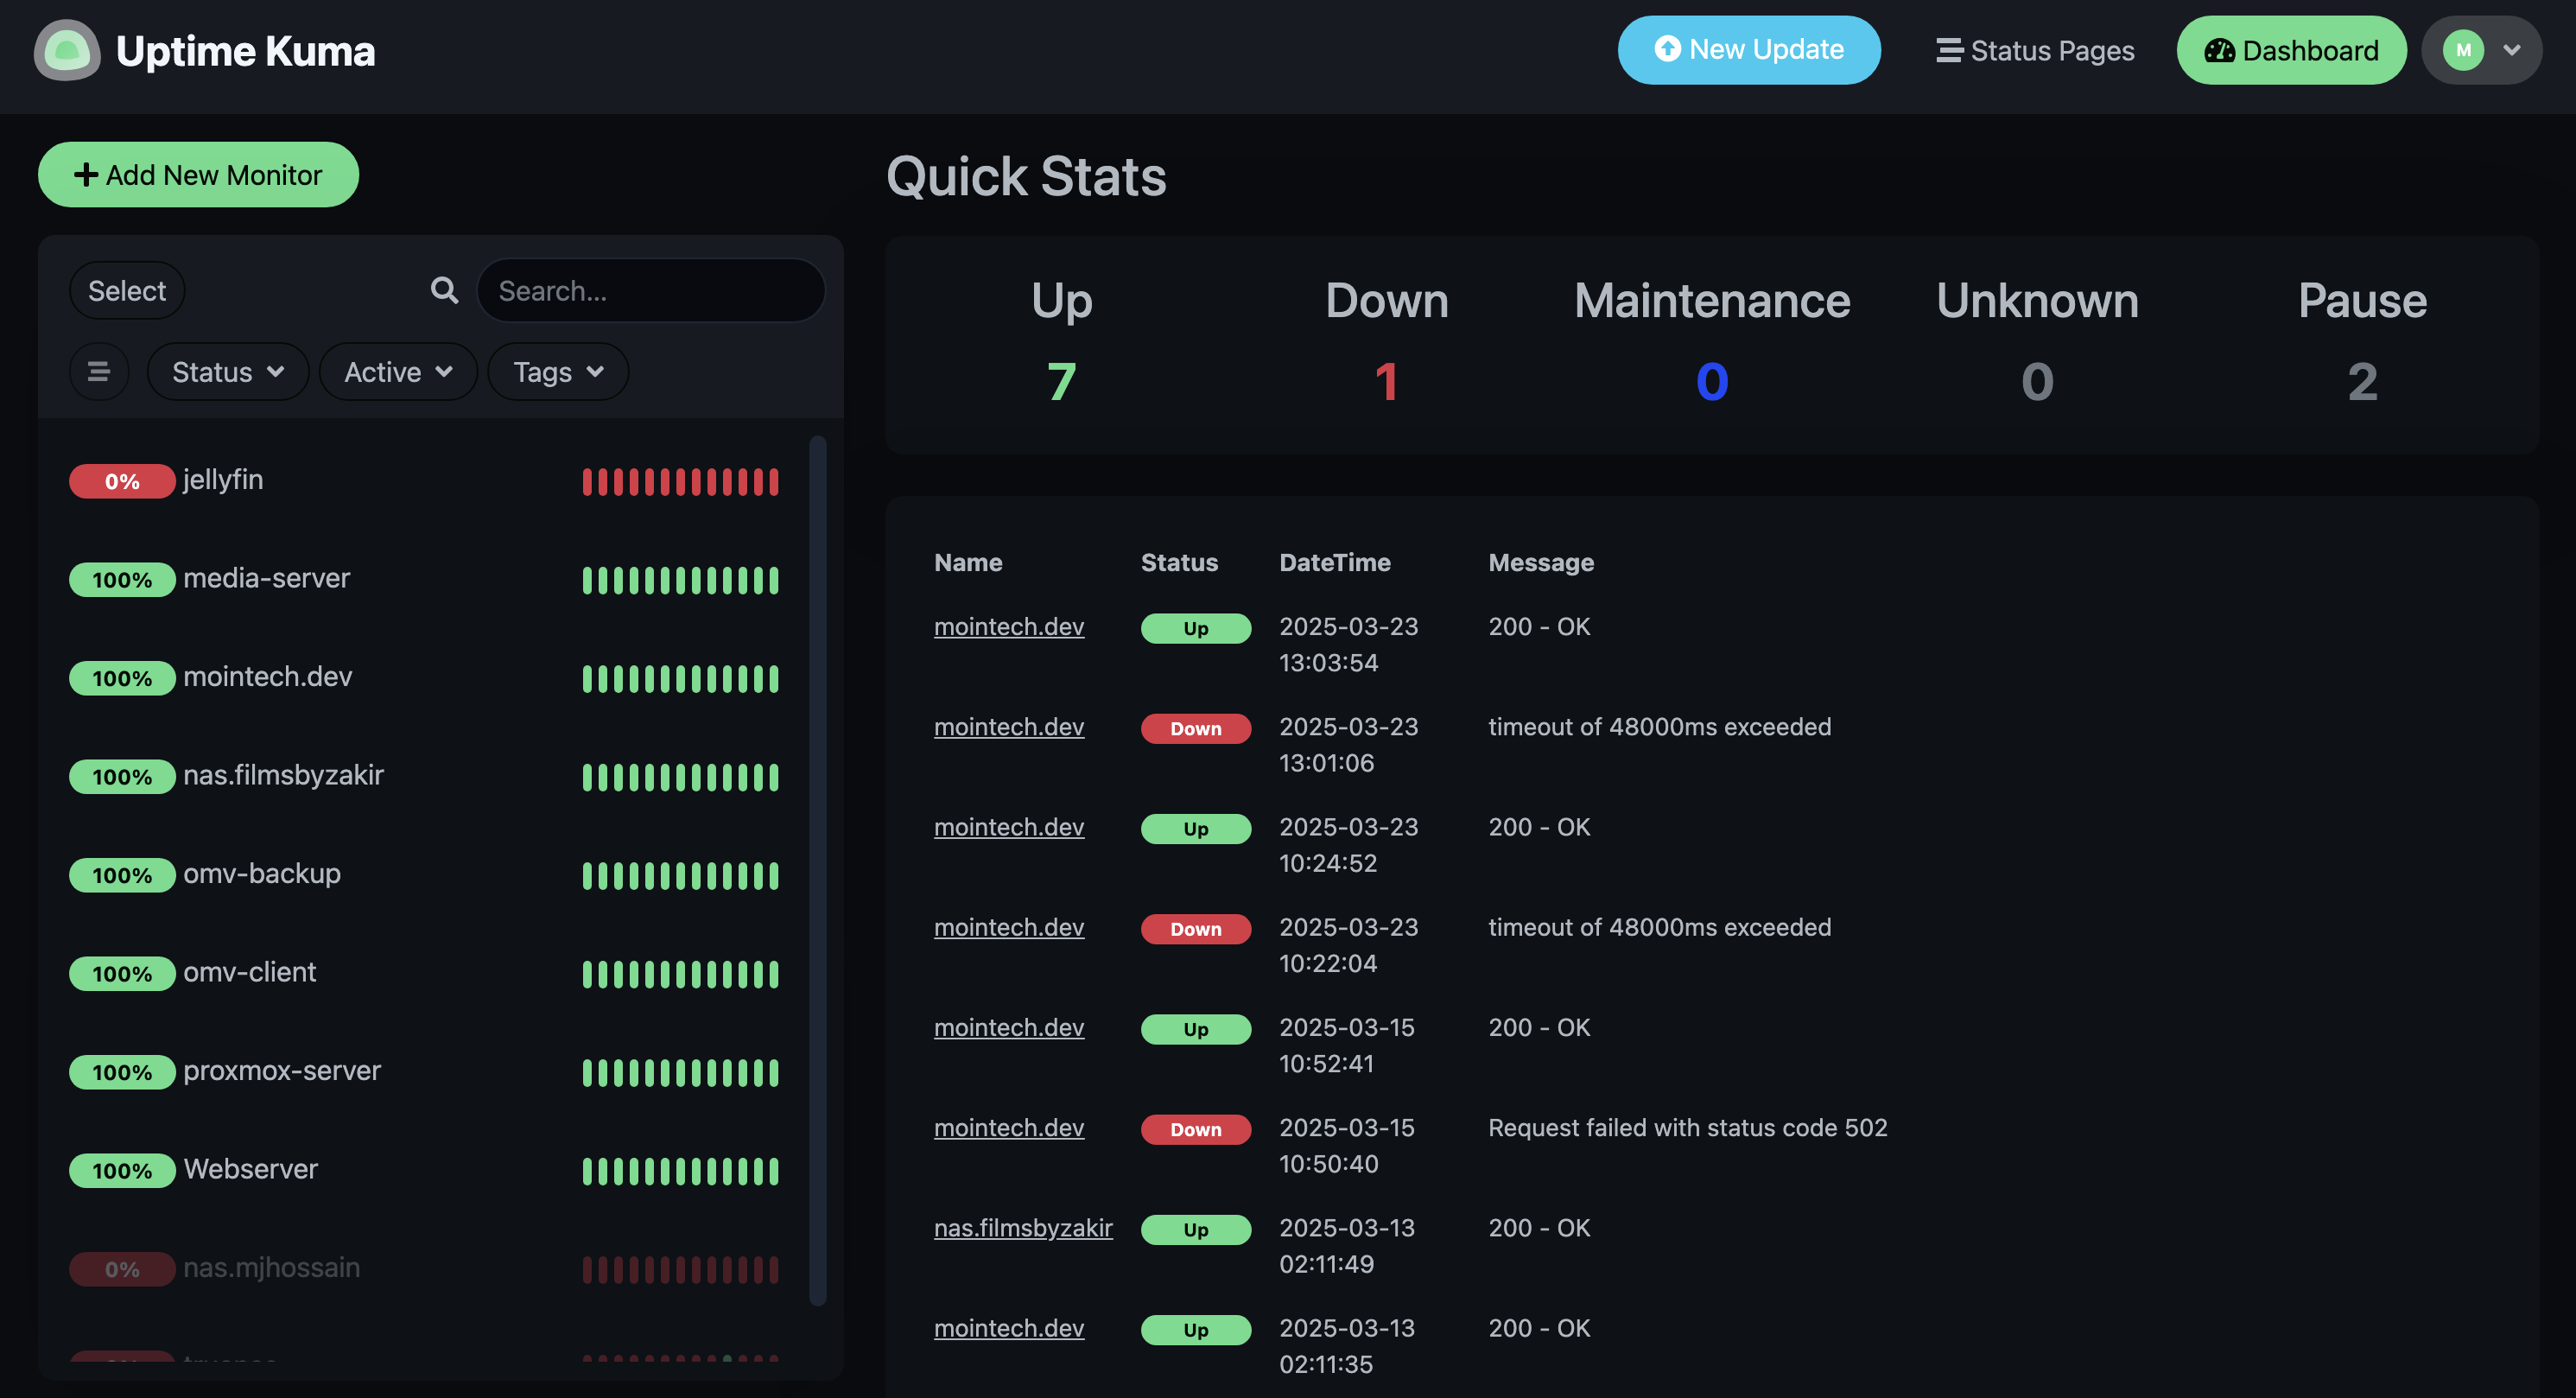 Uptime Kuma
New Update
Status Pages
Dashboard
M
Add New Monitor
Select
Search...
Status
Active
Tags
0% jellyfin
100% media-server
100% mointech.dev
100% nas.filmsbyzakir
100% omv-backup
100% omv-client
100% proxmox-server
100% Webserver
0% nas.mjhossain
Quick Stats
Up Down Maintenance Unknown Pause
7 1 0 0 2
Name Status DateTime Message
mointech.dev Up 2025-03-23 200 - OK
13:03:54
mointech.dev Down 2025-03-23 timeout of 48000ms exceeded
13:01:06
mointech.dev Up 2025-03-23 200 - OK
10:24:52
mointech.dev Down 2025-03-23 timeout of 48000ms exceeded
10:22:04
mointech.dev Up 2025-03-15 200 - OK
10:52:41
mointech.dev Down 2025-03-15 Request failed with status code 502
10:50:40
nas.filmsbyzakir Up 2025-03-13 200 - OK
02:11:49
mointech.dev Up 2025-03-13 200 - OK
02:11:35